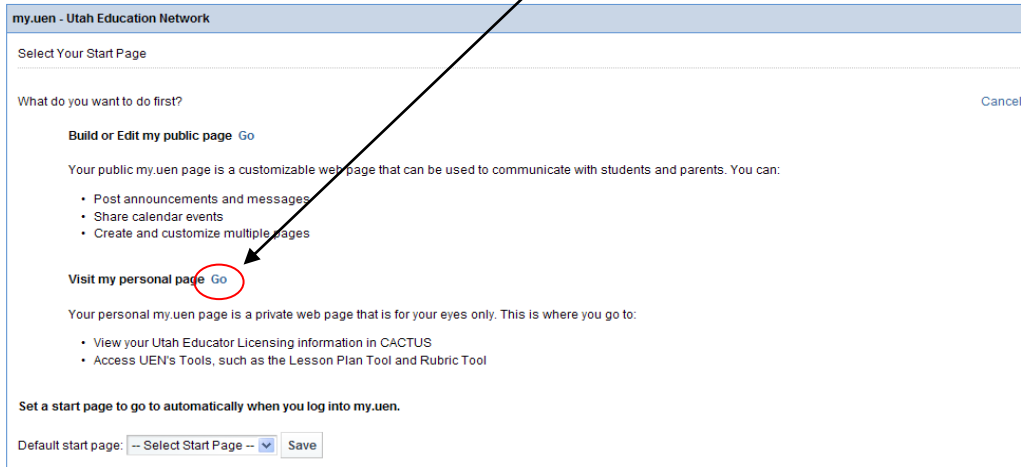 my.uen - Utah Education Network
Select Your Start Page
What do you want to do first?
Cancel
Build or Edit my public page Go
Your public my.uen page is a customizable web page that can be used to communicate with students and parents. You can:
• Post announcements and messages
• Share calendar events
• Create and customize multiple pages
Visit my personal page Go
Your personal my.uen page is a private web page that is for your eyes only. This is where you go to:
• View your Utah Educator Licensing information in CACTUS
• Access UEN's Tools, such as the Lesson Plan Tool and Rubric Tool
Set a start page to go to automatically when you log into my.uen.
Default start page: -- Select Start Page -- Save